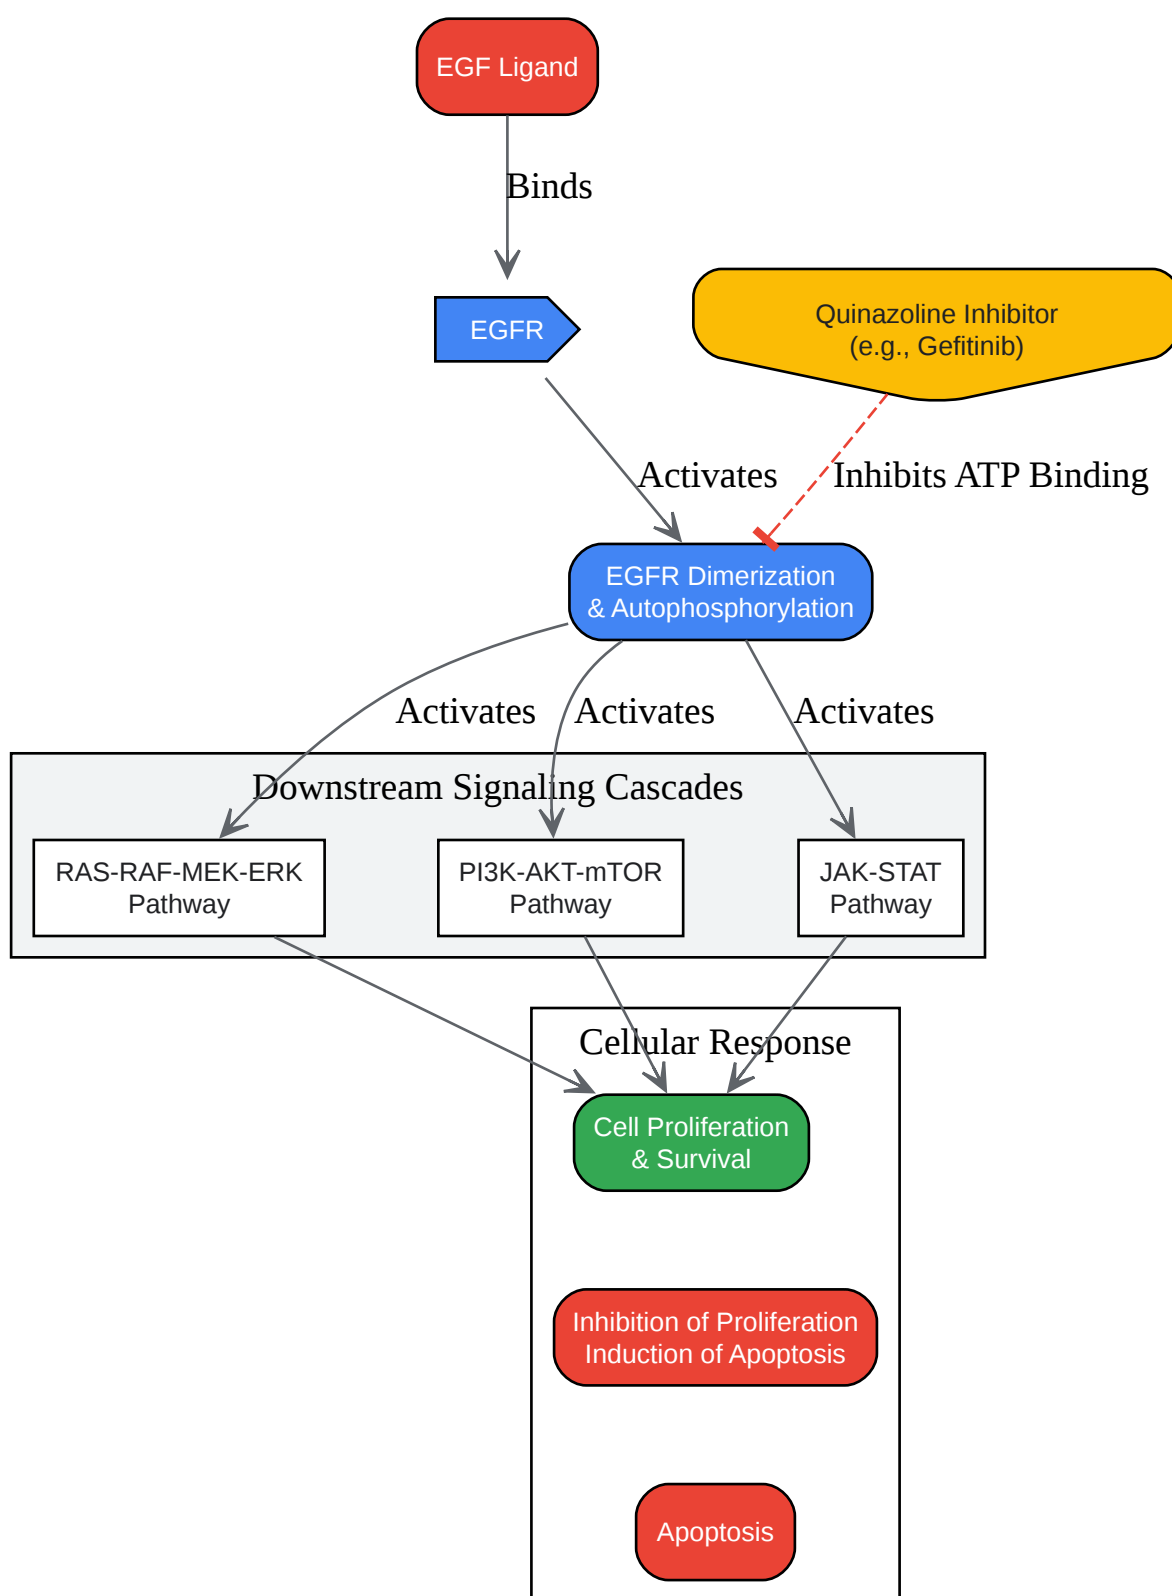 EGF Ligand
Binds
EGFR
Quinazoline Inhibitor
(e.g., Gefitinib)
Activates
Inhibits ATP Binding
EGFR Dimerization
& Autophosphorylation
Activates
Activates
Activates
Downstream Signaling Cascades
RAS-RAF-MEK-ERK
Pathway
PI3K-AKT-mTOR
Pathway
JAK-STAT
Pathway
Cellular Response
Cell Proliferation
& Survival
Inhibition of Proliferation
Induction of Apoptosis
Apoptosis